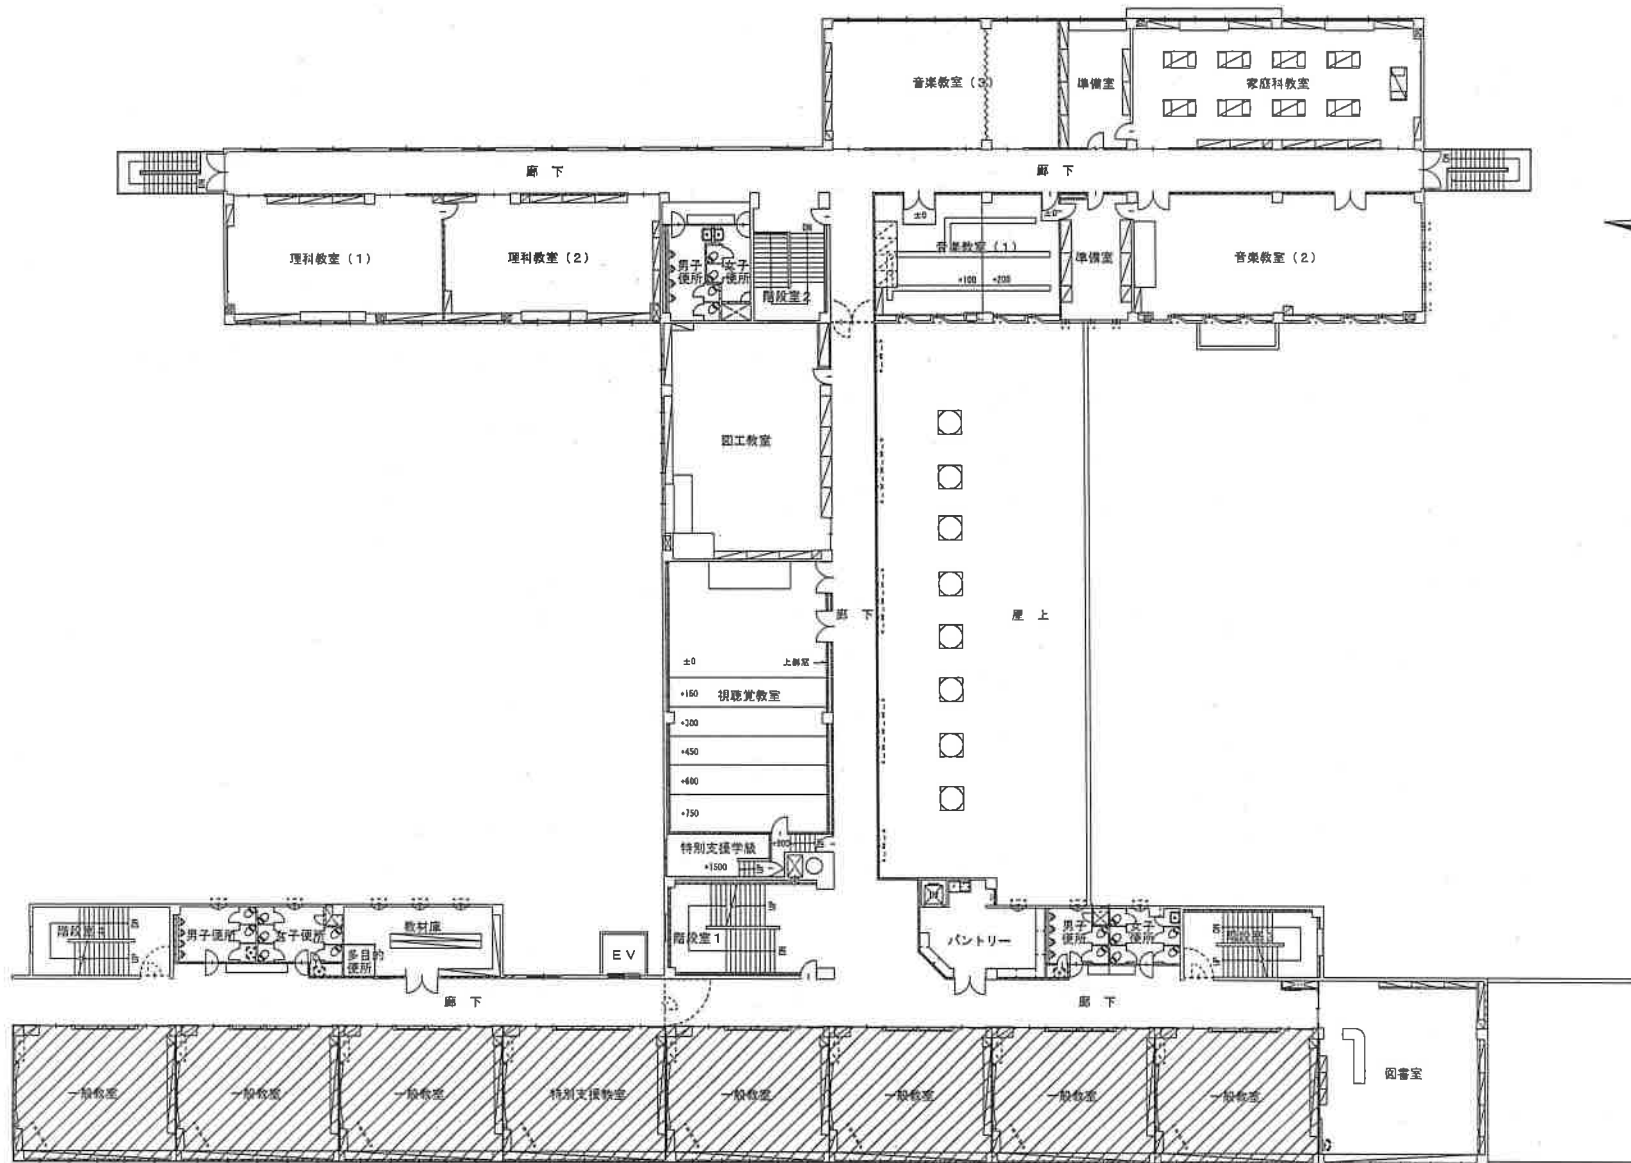 音楽教室(3)
準備室
家庭科教室
廊下
廊下
DN
DN
理科教室(1)
理科教室(2)
男子便所
女子便所
DN
階段室2
±0
±0
音楽教室(1)
+100
+200
準備室
音楽教室(2)
図工教室
廊下
屋上
±0
+150
視聴覚教室
+300
+450
+600
+750
特別支援学級
+900
+1500
階段室4
男子便所
女子便所
多目的便所
教材庫
EV
階段室1
パントリー
男子便所
女子便所
廊下
廊下
一般教室
一般教室
一般教室
特別支援教室
一般教室
一般教室
一般教室
一般教室
図書室